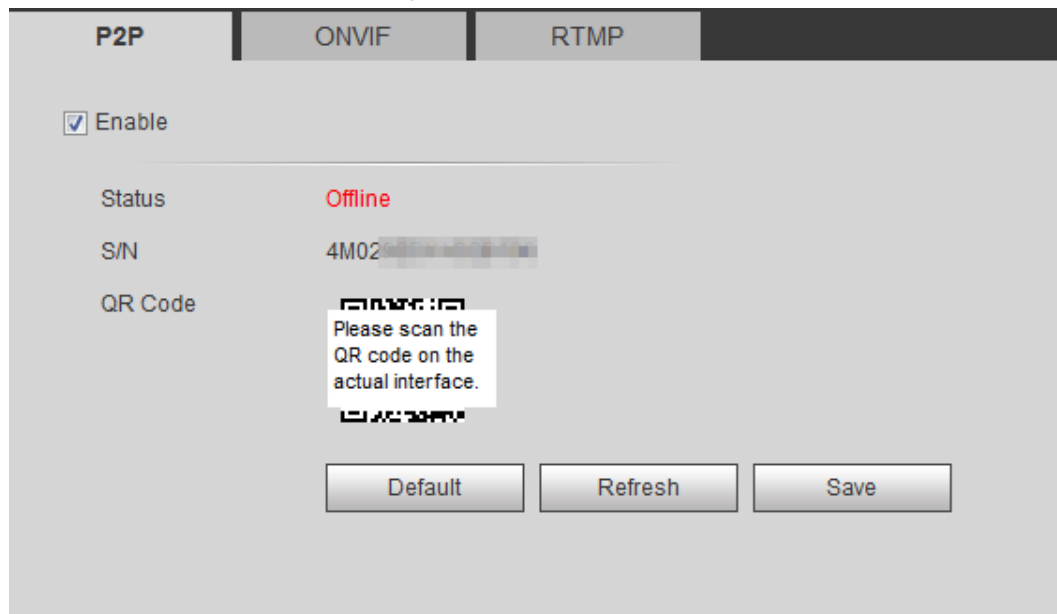 P2P ONVIF RTMP
Enable
Status Offline
S/N 4M02
QR Code
Please scan the
QR code on the
actual interface.
Default Refresh Save